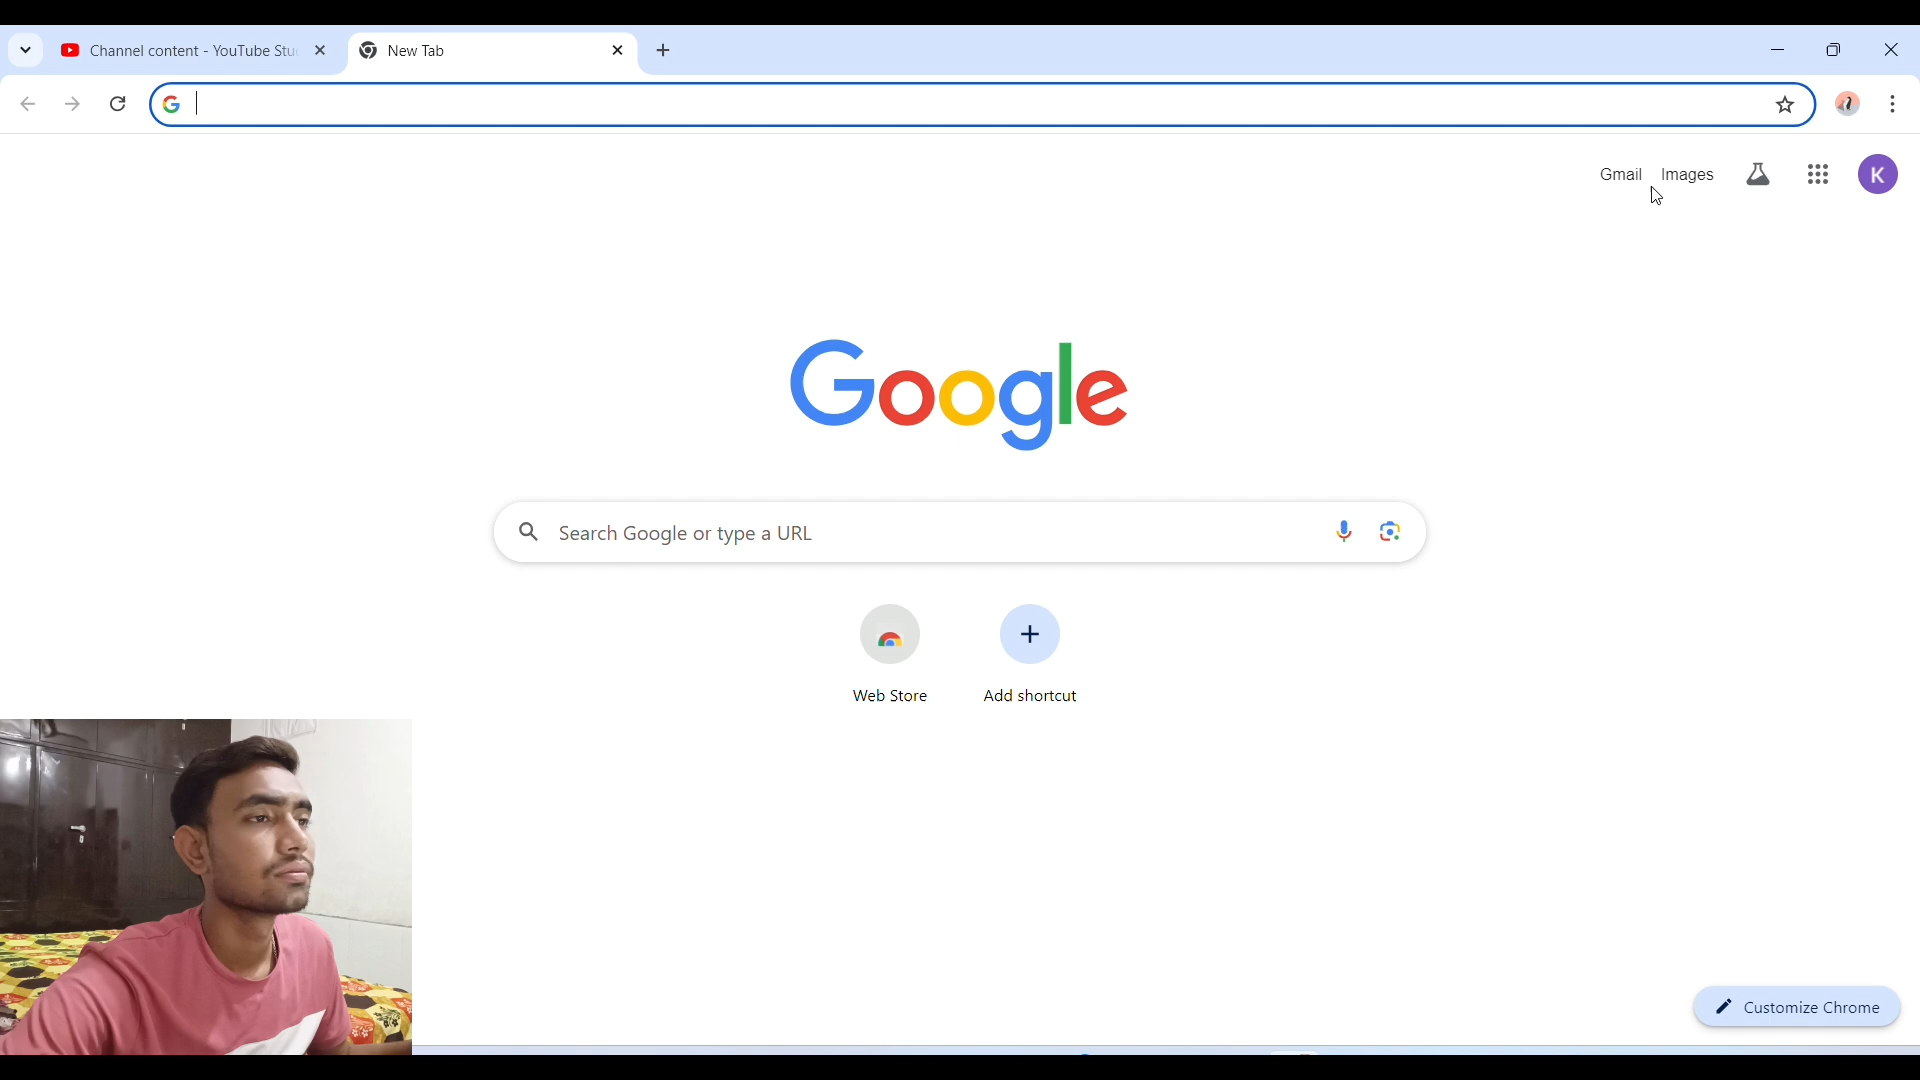 Channel content - YouTube Stu
New Tab
Gmail Images
K
Google
Search Google or type a URL
Web Store
Add shortcut
Customize Chrome